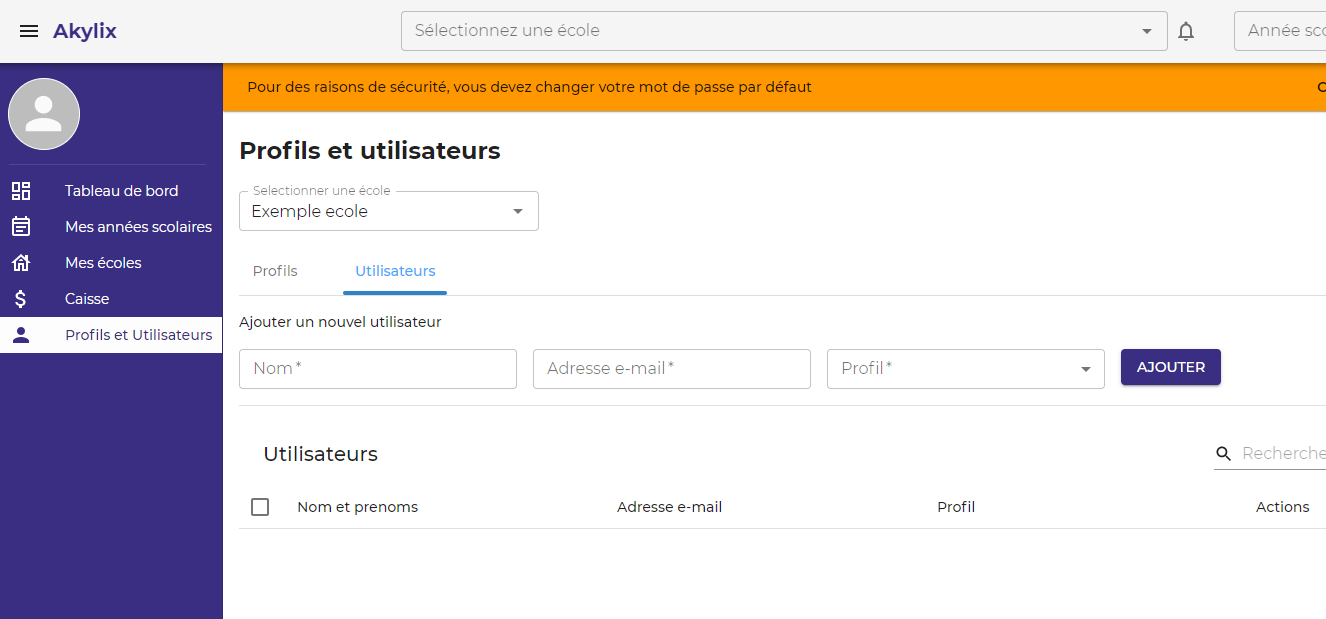 Akylix
Sélectionnez une école
Année sco
Pour des raisons de sécurité, vous devez changer votre mot de passe par défaut
Tableau de bord
Mes années scolaires
Mes écoles
Caisse
Profils et Utilisateurs
Profils et utilisateurs
Selectionner une école
Exemple ecole
Profils
Utilisateurs
Ajouter un nouvel utilisateur
Nom *
Adresse e-mail *
Profil *
AJOUTER
Utilisateurs
Recherche
Nom et prenoms
Adresse e-mail
Profil
Actions